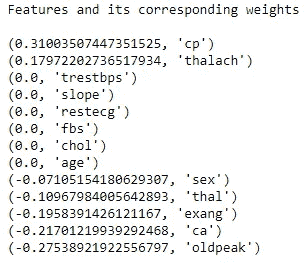 Features and its corresponding weights
(0.31003507447351525, 'cp')
(0.17972202736517934, 'thalach')
(0.0, 'trestbps')
(0.0, 'slope')
(0.0, 'restecg')
(0.0, 'fbs')
(0.0, 'chol')
(0.0, 'age')
(-0.07105154180629307, 'sex')
(-0.10967984005642893, 'thal')
(-0.1958391426121167, 'exang')
(-0.21701219939292468, 'ca')
(-0.27538921922556797, 'oldpeak')